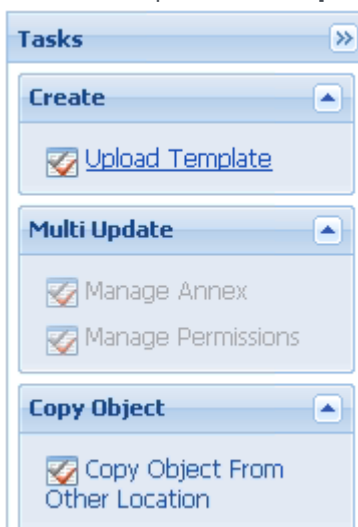 Tasks
Create
Upload Template
Multi Update
Manage Annex
Manage Permissions
Copy Object
Copy Object From
Other Location